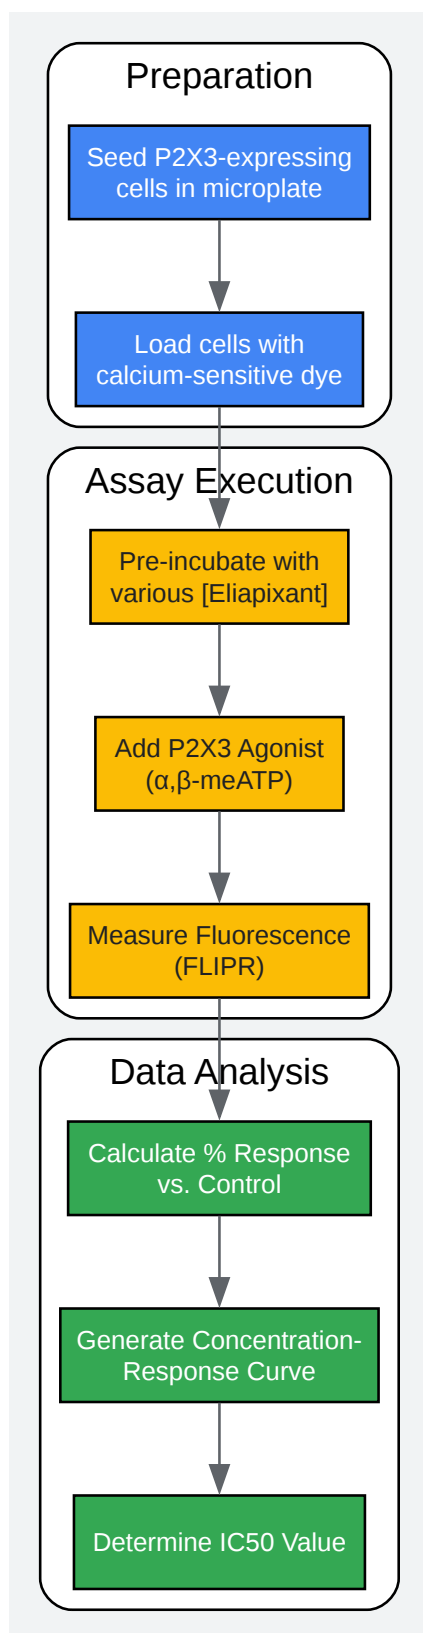 Preparation
Seed P2X3-expressing
cells in microplate
Load cells with
calcium-sensitive dye
Assay Execution
Pre-incubate with
various [Eliapixant]
Add P2X3 Agonist
(α,β-meATP)
Measure Fluorescence
(FLIPR)
Data Analysis
Calculate % Response
vs. Control
Generate Concentration-
Response Curve
Determine IC50 Value